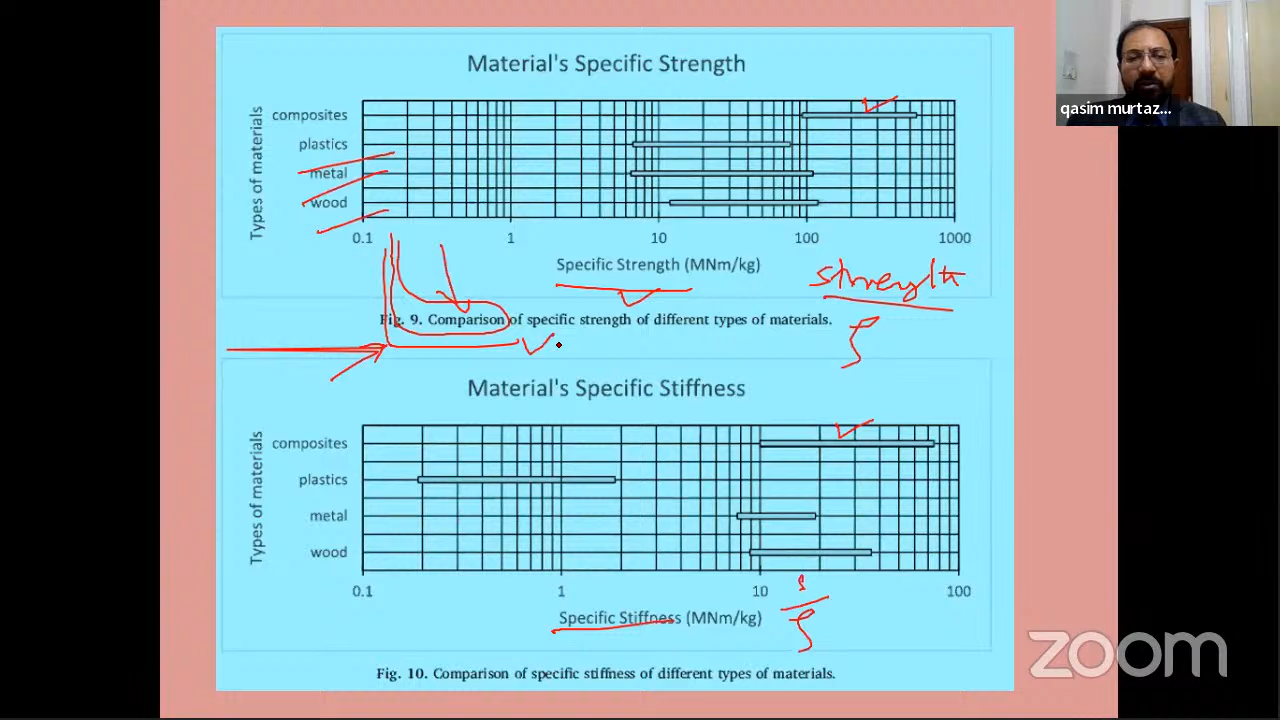 qasim murtaz...
Material's Specific Strength
Types of materials
composites
plastics
metal
wood
0.1 1 10 100 1000
Specific Strength (MNm/kg)
strength
Fig. 9. Comparison of specific strength of different types of materials.
Material's Specific Stiffness
Types of materials
composites
plastics
metal
wood
0.1 1 10 100
Specific Stiffness (MNm/kg)
Fig. 10. Comparison of specific stiffness of different types of materials.
zoom